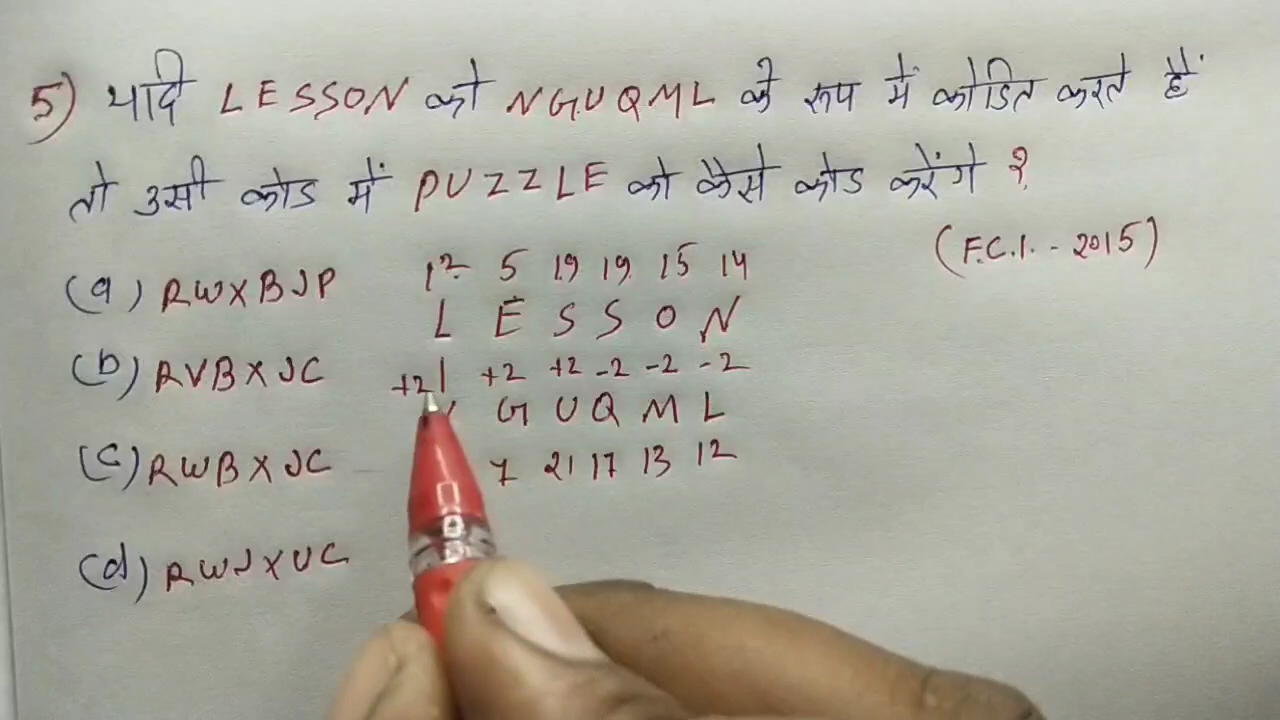 5) यदि LESSON को NGUQML के रूप में कोडित करते हैं
तो उसी कोड में PUZZLE को कैसे कोड करेंगे ?
(F.C.I. - 2015)
(a) RWXBJP
12 5 19 19 15 14
L E S S O N
(b) RVBXJC
+2 +2 +2 -2 -2 -2
G U Q M L
(c) RWBXJC
7 21 17 13 12
(d) RWJXUC